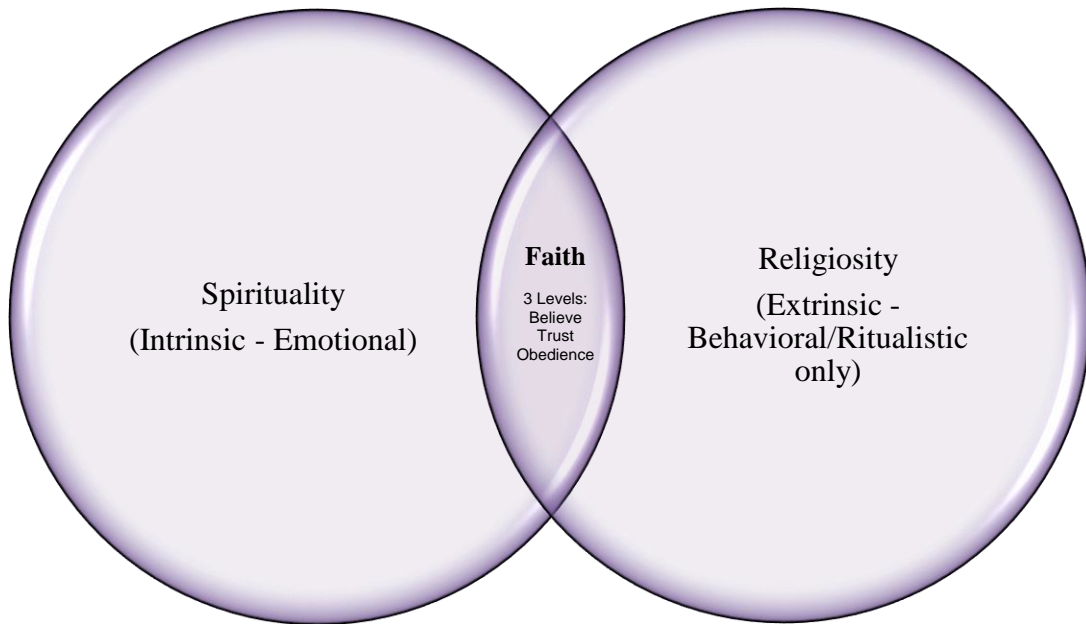 Spirituality
(Intrinsic - Emotional)
Faith
3 Levels:
Believe
Trust
Obedience
Religiosity
(Extrinsic -
Behavioral/Ritualistic
only)